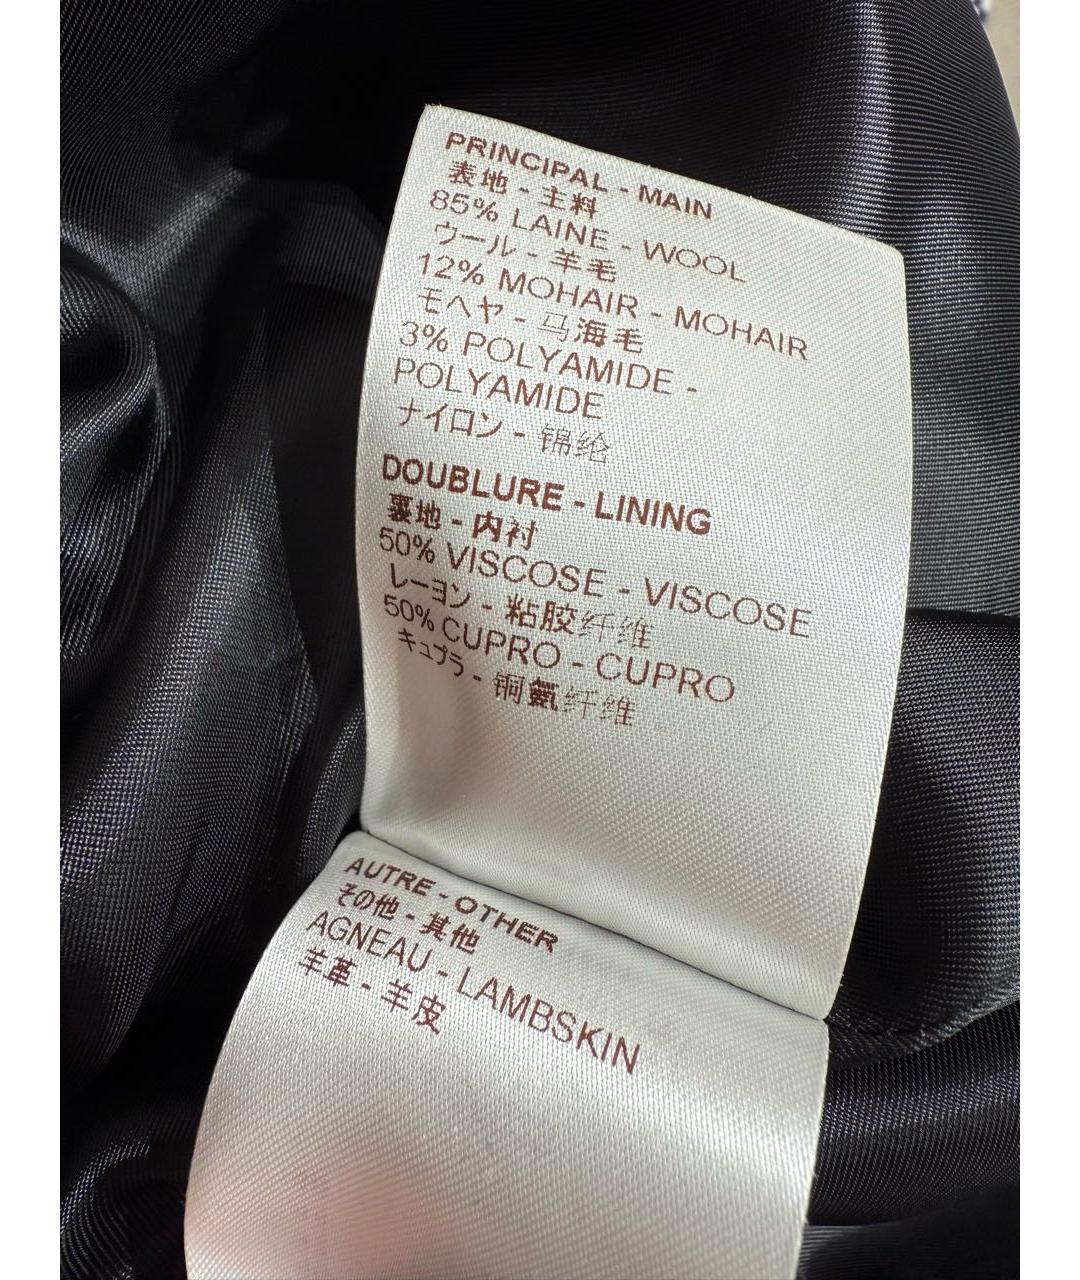 PRINCIPAL - MAIN
表地 - 主料
85% LAINE - WOOL
ウール - 羊毛
12% MOHAIR - MOHAIR
モヘヤ - 马海毛
3% POLYAMIDE -
POLYAMIDE
ナイロン - 锦纶
DOUBLURE - LINING
裏地 - 内衬
50% VISCOSE - VISCOSE
レーヨン - 粘胶纤维
50% CUPRO - CUPRO
キュプラ - 铜氨纤维
AUTRE - OTHER
その他 - 其他
AGNEAU - LAMBSKIN
羊革 - 羊皮